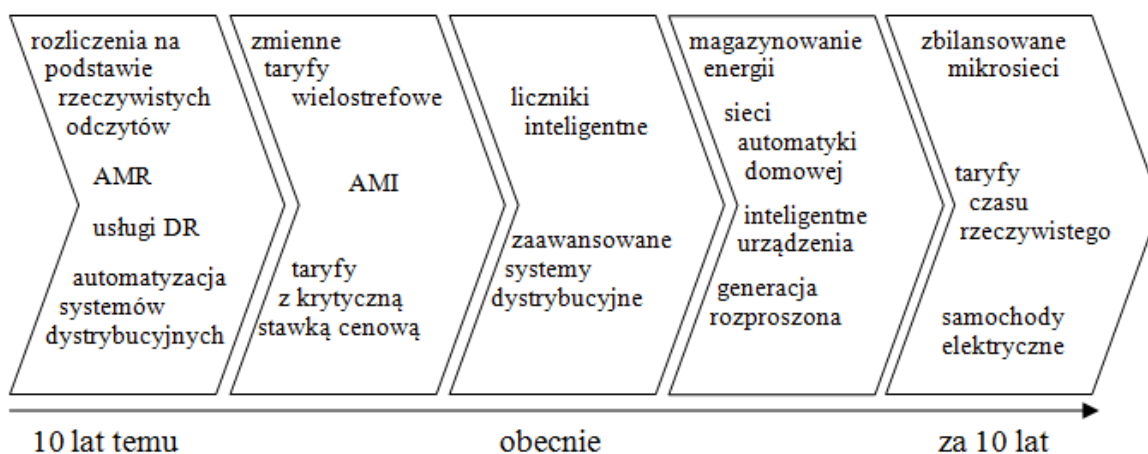 rozliczenia na
podstawie
rzeczywistych
odczytów
AMR
usługi DR
automatyzacja
systemów
dystrybucyjnych
zmienne
taryfy
wielostrefowe
AMI
taryfy
z krytyczną
stawką cenową
liczniki
inteligentne
zaawansowane
systemy
dystrybucyjne
magazynowanie
energii
sieci
automatyki
domowej
inteligentne
urządzenia
generacja
rozproszona
zbilansowane
mikrosieci
taryfy
czasu
rzeczywistego
samochody
elektryczne
10 lat temu
obecnie
za 10 lat